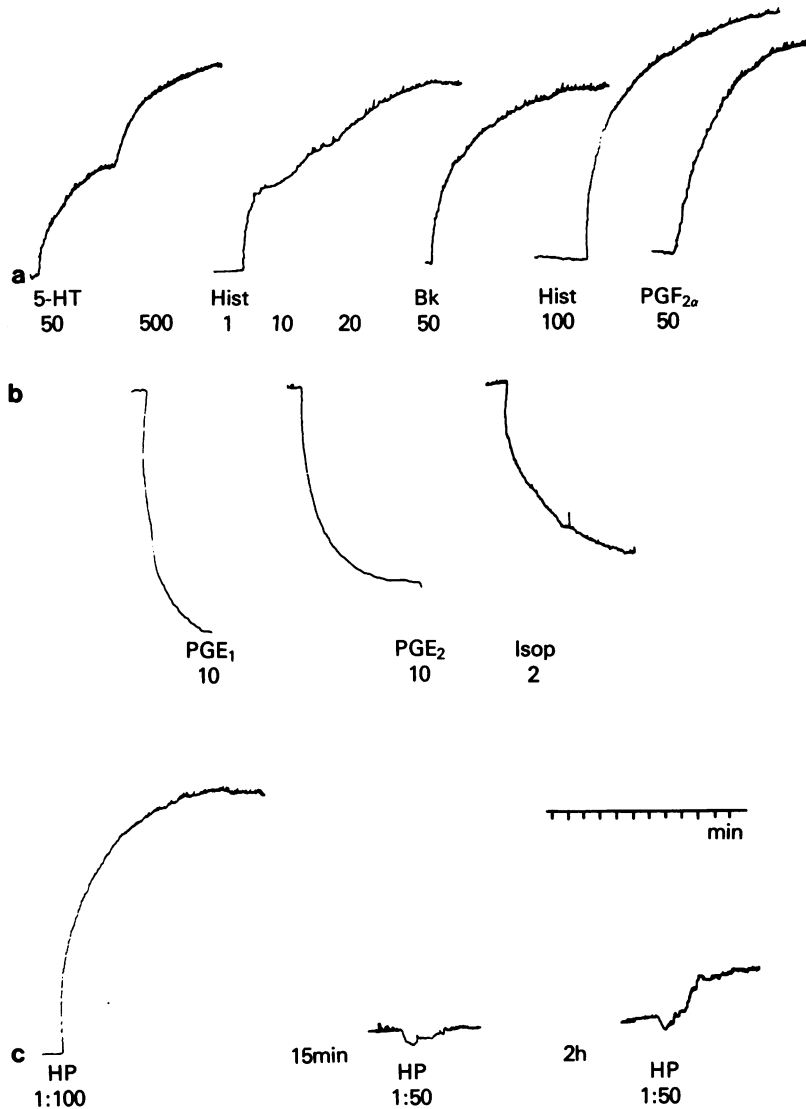 a
5-HT Hist Bk Hist PGF2α
50 500 1 10 20 50 100 50
b
PGE1 PGE2 Isop
10 10 2
min
c
15min 2h
HP HP HP
1:100 1:50 1:50